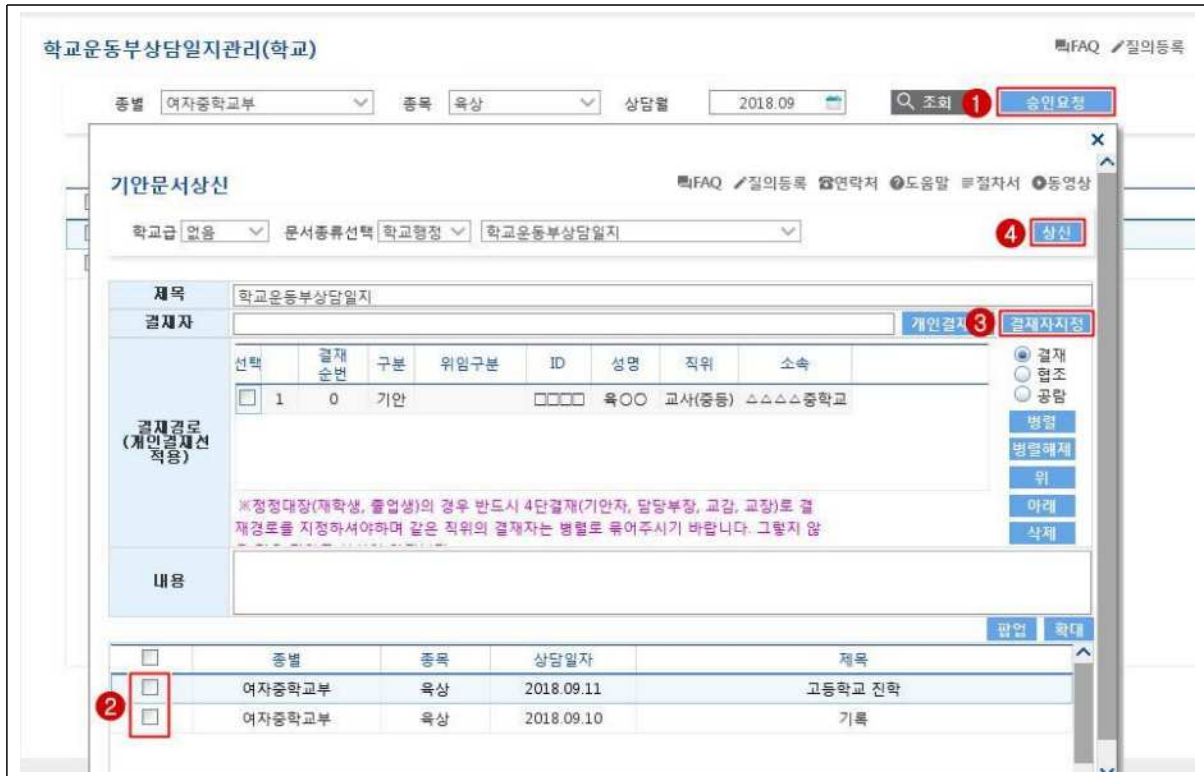 학교운동부상담일지관리(학교) FAQ 질의등록
종별 여자중학교부 종목 육상 상담월 2018.09 조회 1 승인요청
기안문서상신 FAQ 질의등록 연락처 도움말 절차서 동영상
학교급 없음 문서종류선택 학교행정 학교운동부상담일지 4 상신
제목 학교운동부상담일지
결재자 개인결재 3 결재자지정
선택 결재순번 구분 위임구분 ID 성명 직위 소속
1 0 기안 □□□□ 육○○ 교사(중등) △△△△중학교
결재
협조
공람
결재경로
(개인결재선
적용)
병렬
병렬해제
위
아래
삭제
※정정대장(재학생, 졸업생)의 경우 반드시 4단결재(기안자, 담당부장, 교감, 교장)로 결
재경로를 지정하셔야하며 같은 직위의 결재자는 병렬로 묶어주시기 바랍니다. 그렇지 않
내용
팝업 확대
종별 종목 상담일자 제목
여자중학교부 육상 2018.09.11 고등학교 진학
2
여자중학교부 육상 2018.09.10 기록